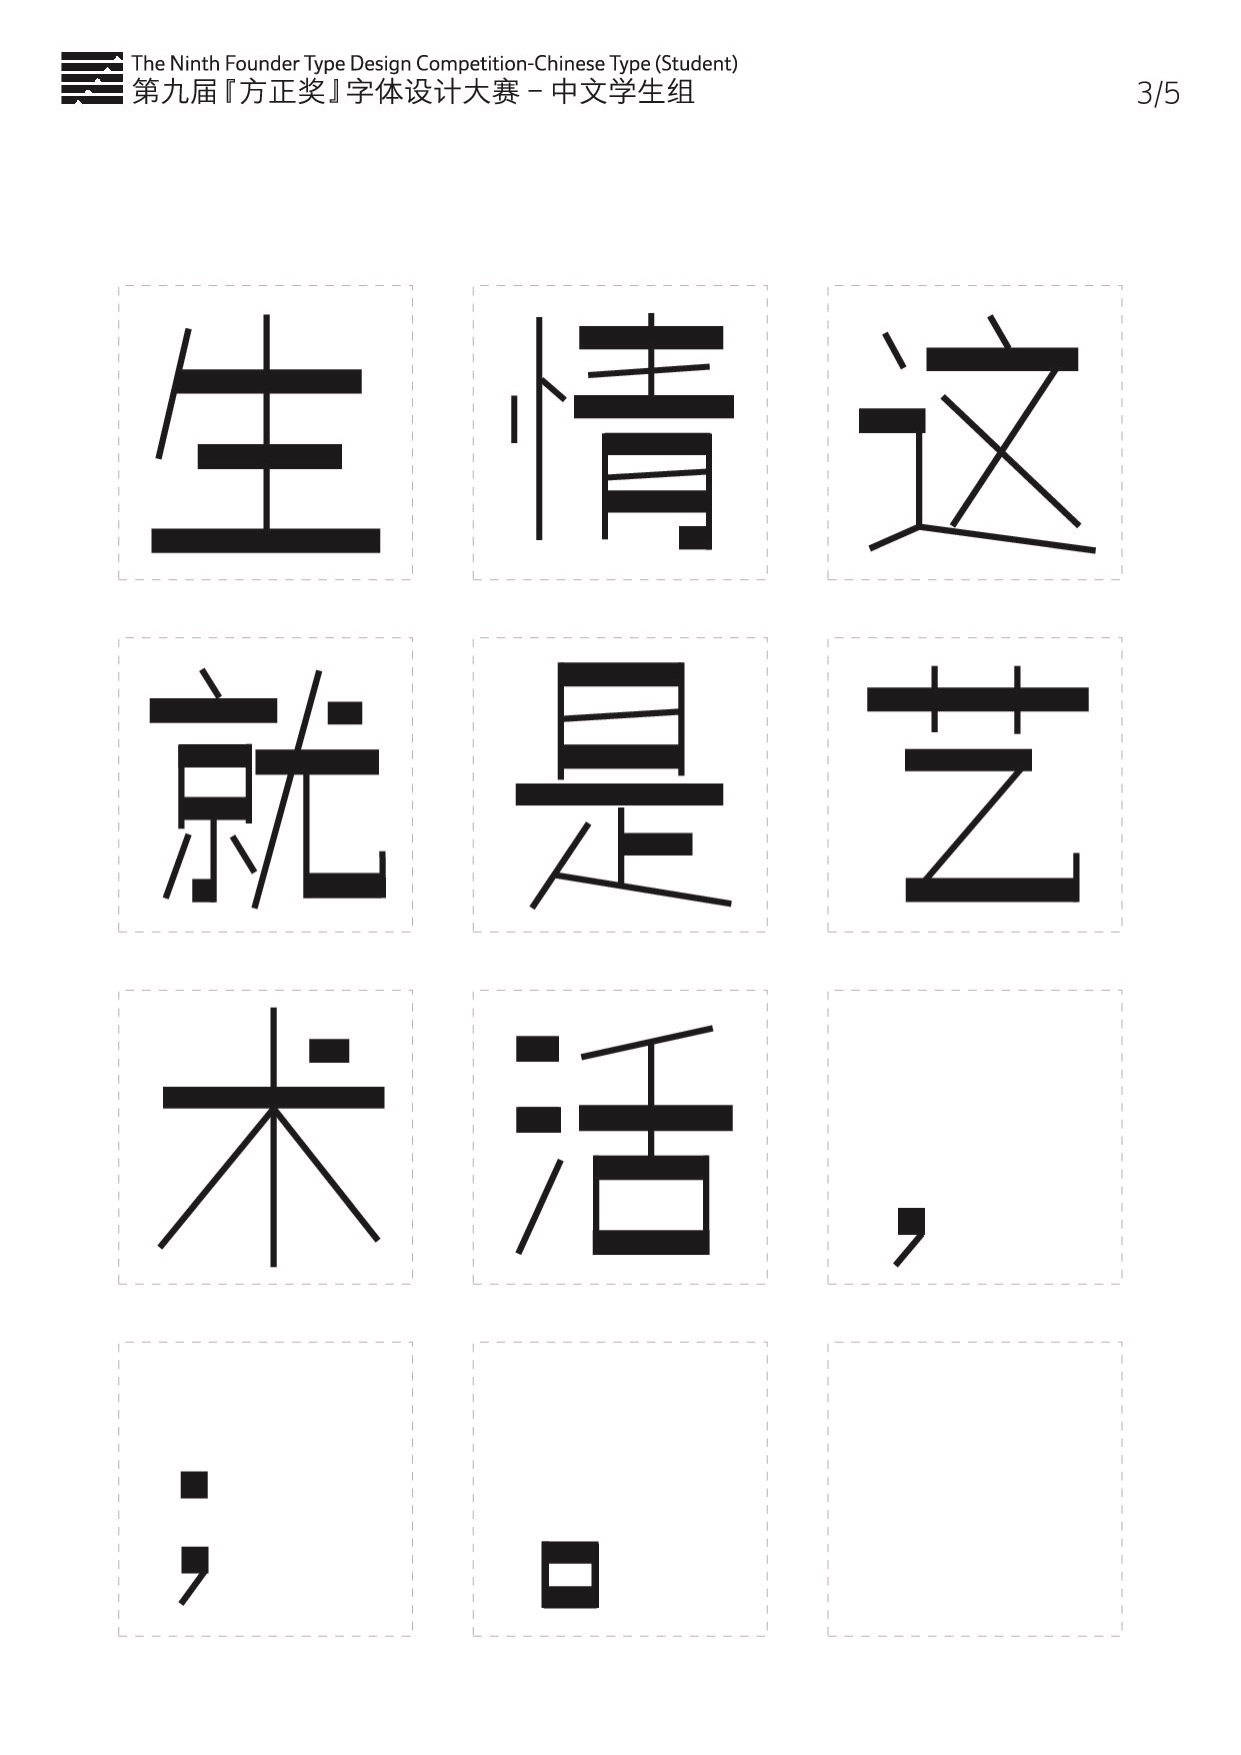 The Ninth Founder Type Design Competition-Chinese Type (Student)
第九届『方正奖』字体设计大赛 – 中文学生组
3/5
生情这
就是艺
术活，
；。